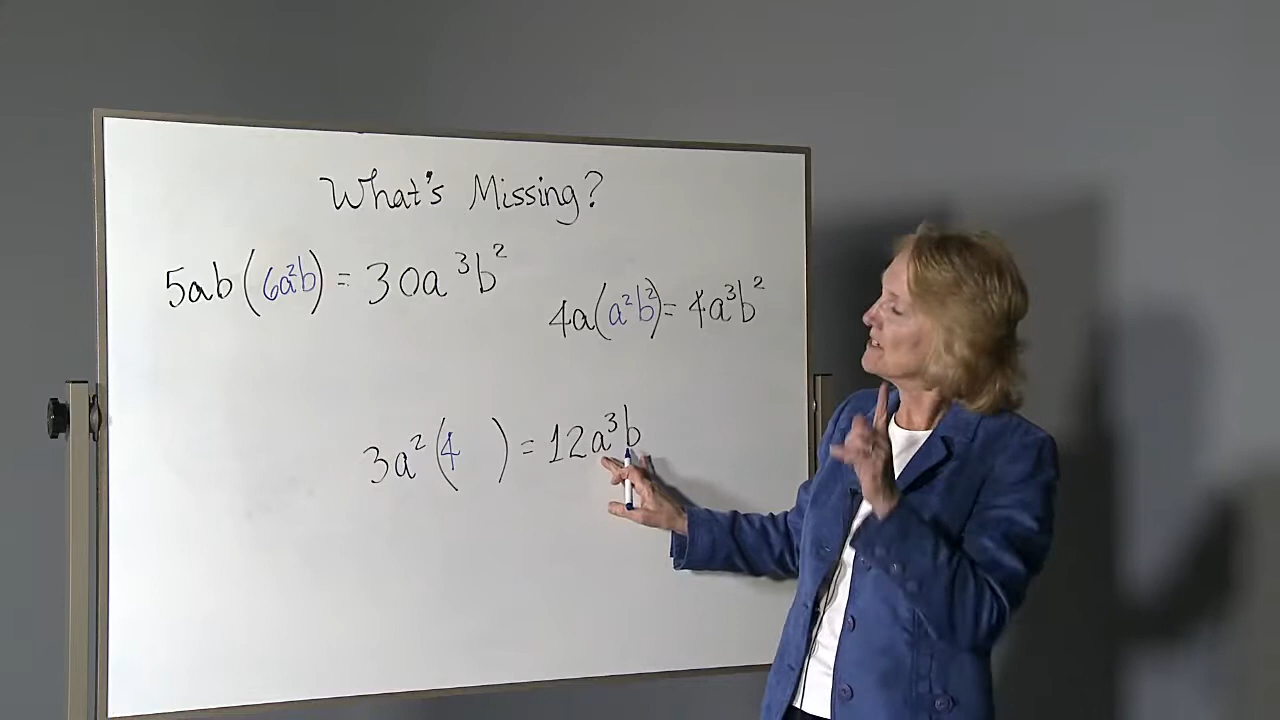 What's Missing?
5ab(6a²b) = 30a³b²
4a(a²b²) = 4a³b²
3a²(4 ) = 12a³b